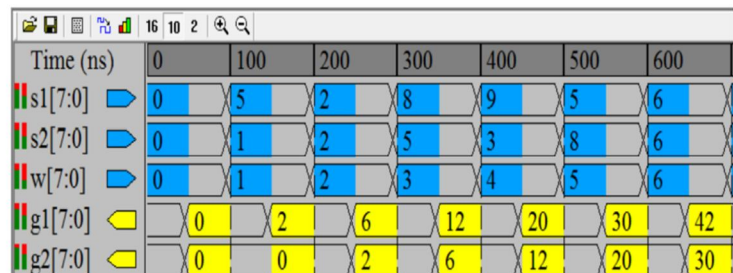 16 10 2
Time (ns) 0 100 200 300 400 500 600
s1[7:0] 0 5 2 8 9 5 6
s2[7:0] 0 1 2 5 3 8 6
w[7:0] 0 1 2 3 4 5 6
g1[7:0] 0 2 6 12 20 30 42
g2[7:0] 0 0 2 6 12 20 30